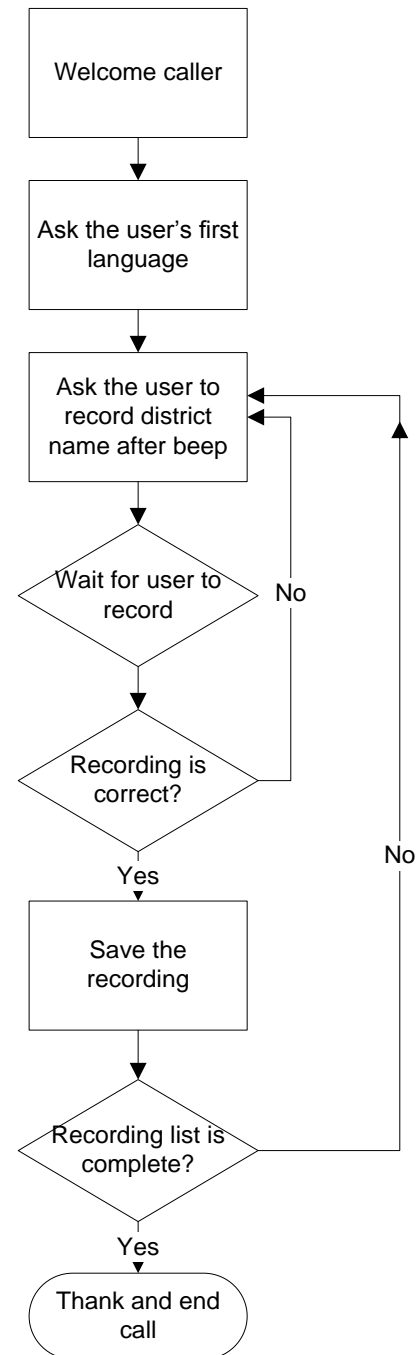 Welcome caller
Ask the user’s first
language
Ask the user to
record district
name after beep
Wait for user to
record
No
Recording is
correct?
No
Yes
Save the
recording
Recording list is
complete?
Yes
Thank and end
call